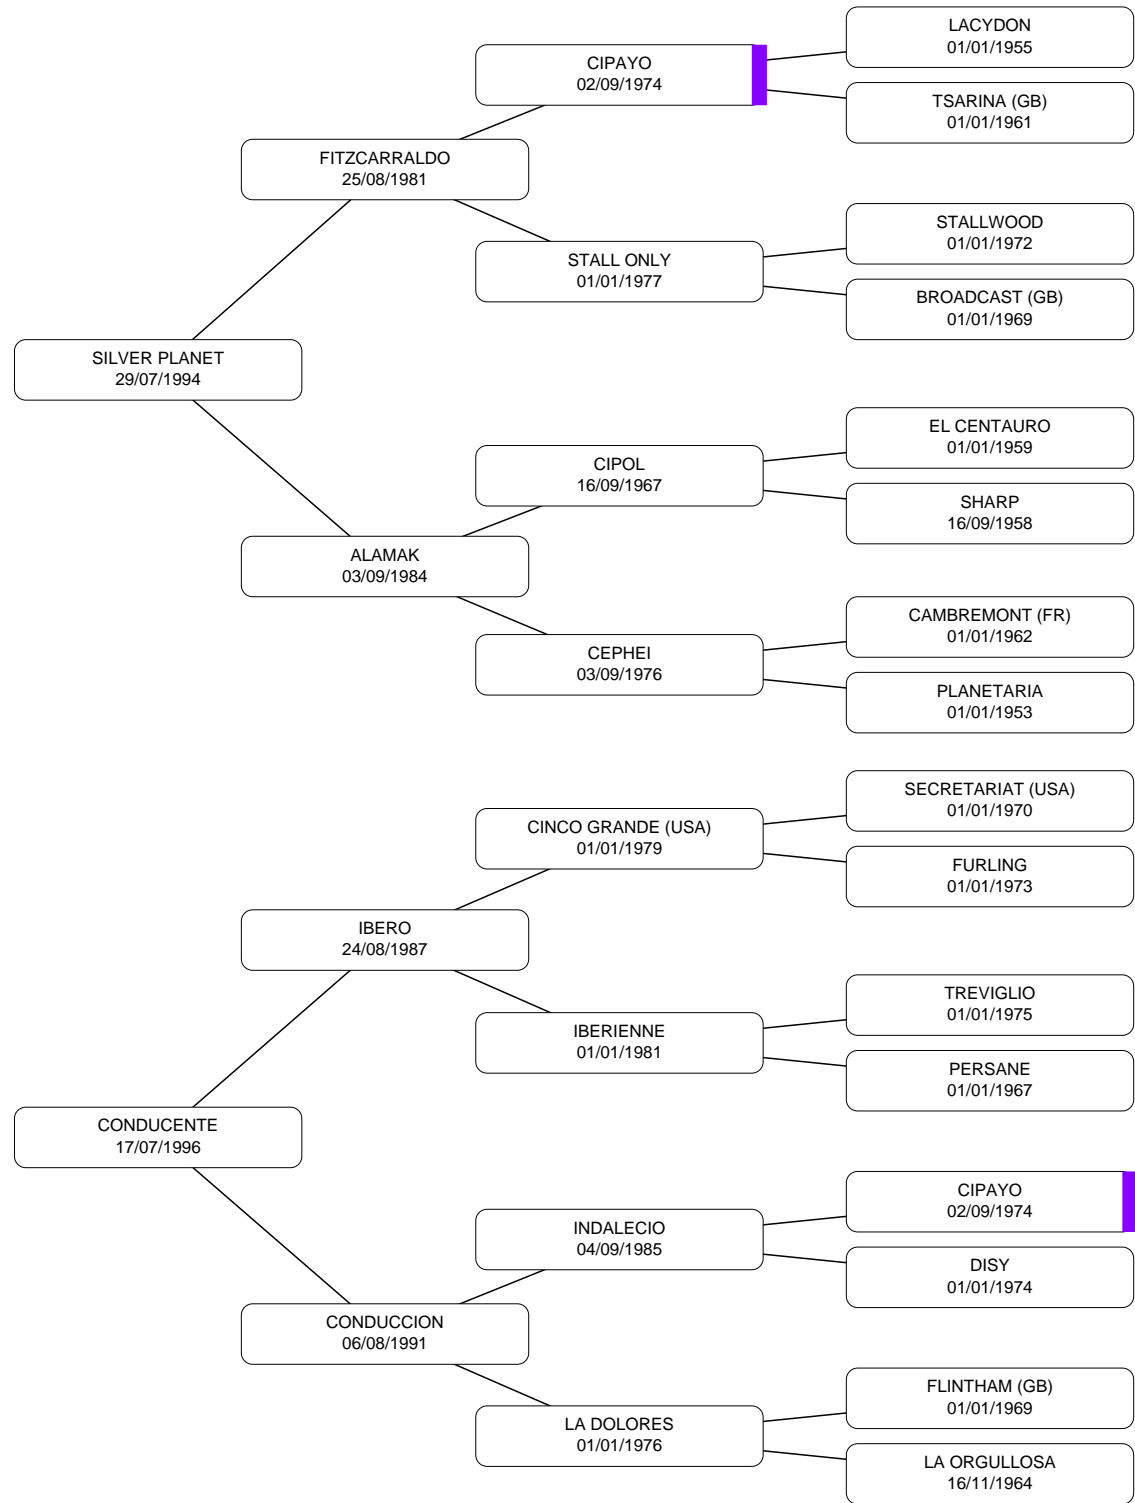 LACYDON
01/01/1955
CIPAYO
02/09/1974
TSARINA (GB)
01/01/1961
FITZCARRALDO
25/08/1981
STALLWOOD
01/01/1972
STALL ONLY
01/01/1977
BROADCAST (GB)
01/01/1969
SILVER PLANET
29/07/1994
EL CENTAURO
01/01/1959
CIPOL
16/09/1967
SHARP
16/09/1958
ALAMAK
03/09/1984
CAMBREMONT (FR)
01/01/1962
CEPHEI
03/09/1976
PLANETARIA
01/01/1953
SECRETARIAT (USA)
01/01/1970
CINCO GRANDE (USA)
01/01/1979
FURLING
01/01/1973
IBERO
24/08/1987
TREVIGLIO
01/01/1975
IBERIENNE
01/01/1981
PERSANE
01/01/1967
CONDUCENTE
17/07/1996
CIPAYO
02/09/1974
INDALECIO
04/09/1985
DISY
01/01/1974
CONDUCCION
06/08/1991
FLINTHAM (GB)
01/01/1969
LA DOLORES
01/01/1976
LA ORGULLOSA
16/11/1964